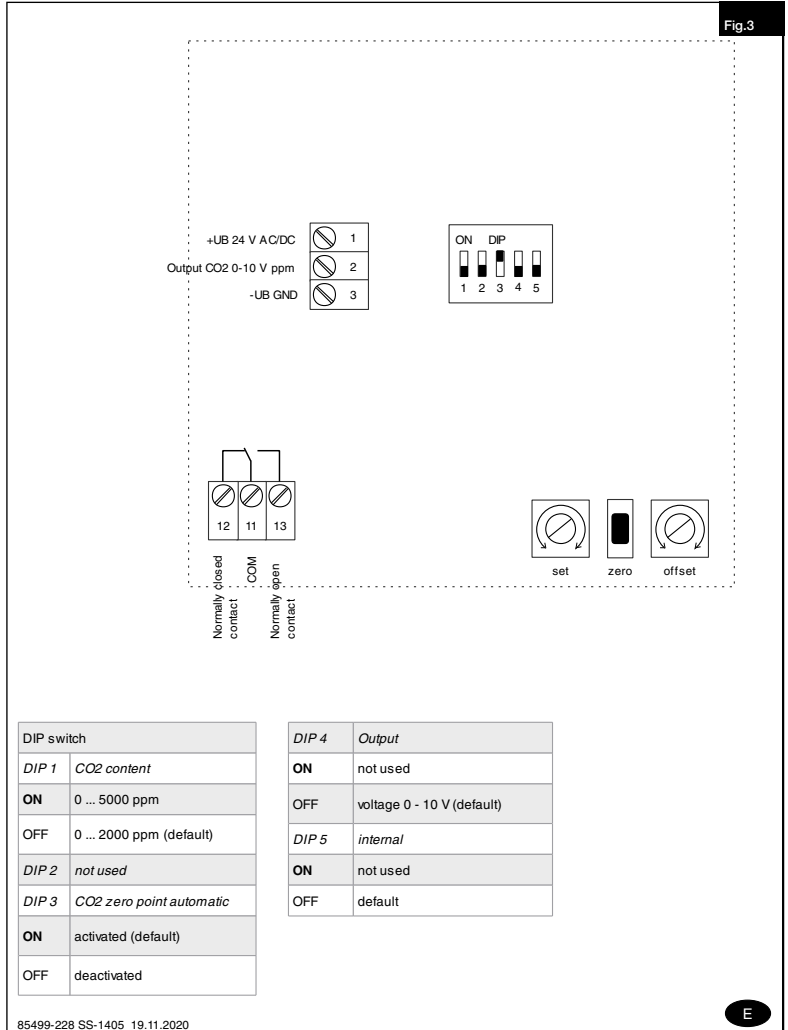 Fig.3
+UB 24 V AC/DC
1
Output CO2 0-10 V ppm
2
-UB GND
3
ON DIP
1 2 3 4 5
12 11 13
Normally closed
contact
COM
Normally open
contact
set zero offset
DIP switch
DIP 1 CO2 content
ON 0 ... 5000 ppm
OFF 0 ... 2000 ppm (default)
DIP 2 not used
DIP 3 CO2 zero point automatic
ON activated (default)
OFF deactivated
DIP 4 Output
ON not used
OFF voltage 0 - 10 V (default)
DIP 5 internal
ON not used
OFF default
85499-228 SS-1405 19.11.2020
E